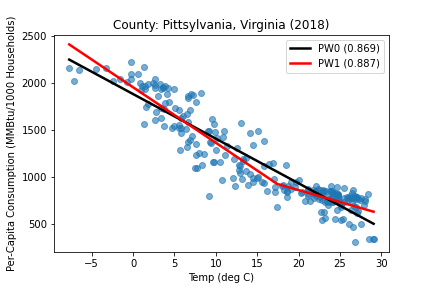 County: Pittsylvania, Virginia (2018)
Per-Capita Consumption (MMBtu/1000 Households)
2500
2000
1500
1000
500
PW0 (0.869)
PW1 (0.887)
−5 0 5 10 15 20 25 30
Temp (deg C)